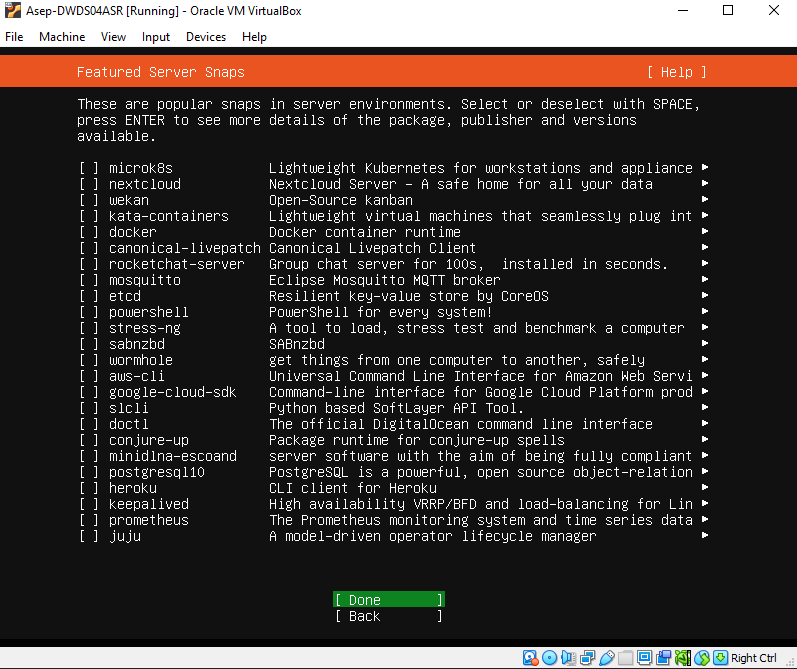 Asep-DWDS04ASR [Running] - Oracle VM VirtualBox
File Machine View Input Devices Help
Featured Server Snaps [ Help ]
These are popular snaps in server environments. Select or deselect with SPACE,
press ENTER to see more details of the package, publisher and versions
available.
[ ] microk8s Lightweight Kubernetes for workstations and appliance ►
[ ] nextcloud Nextcloud Server - A safe home for all your data ►
[ ] wekan Open-Source kanban ►
[ ] kata-containers Lightweight virtual machines that seamlessly plug int ►
[ ] docker Docker container runtime ►
[ ] canonical-livepatch Canonical Livepatch Client ►
[ ] rocketchat-server Group chat server for 100s, installed in seconds. ►
[ ] mosquitto Eclipse Mosquitto MQTT broker ►
[ ] etcd Resilient key-value store by CoreOS ►
[ ] powershell PowerShell for every system! ►
[ ] stress-ng A tool to load, stress test and benchmark a computer ►
[ ] sabnzbd SABnzbd ►
[ ] wormhole get things from one computer to another, safely ►
[ ] aws-cli Universal Command Line Interface for Amazon Web Servi ►
[ ] google-cloud-sdk Command-line interface for Google Cloud Platform prod ►
[ ] slcli Python based SoftLayer API Tool. ►
[ ] doctl The official DigitalOcean command line interface ►
[ ] conjure-up Package runtime for conjure-up spells ►
[ ] minidlna-escoand server software with the aim of being fully compliant ►
[ ] postgresql10 PostgreSQL is a powerful, open source object-relation ►
[ ] heroku CLI client for Heroku ►
[ ] keepalived High availability VRRP/BFD and load-balancing for Lin ►
[ ] prometheus The Prometheus monitoring system and time series data ►
[ ] juju A model-driven operator lifecycle manager ►
[ Done ]
[ Back ]
Right Ctrl